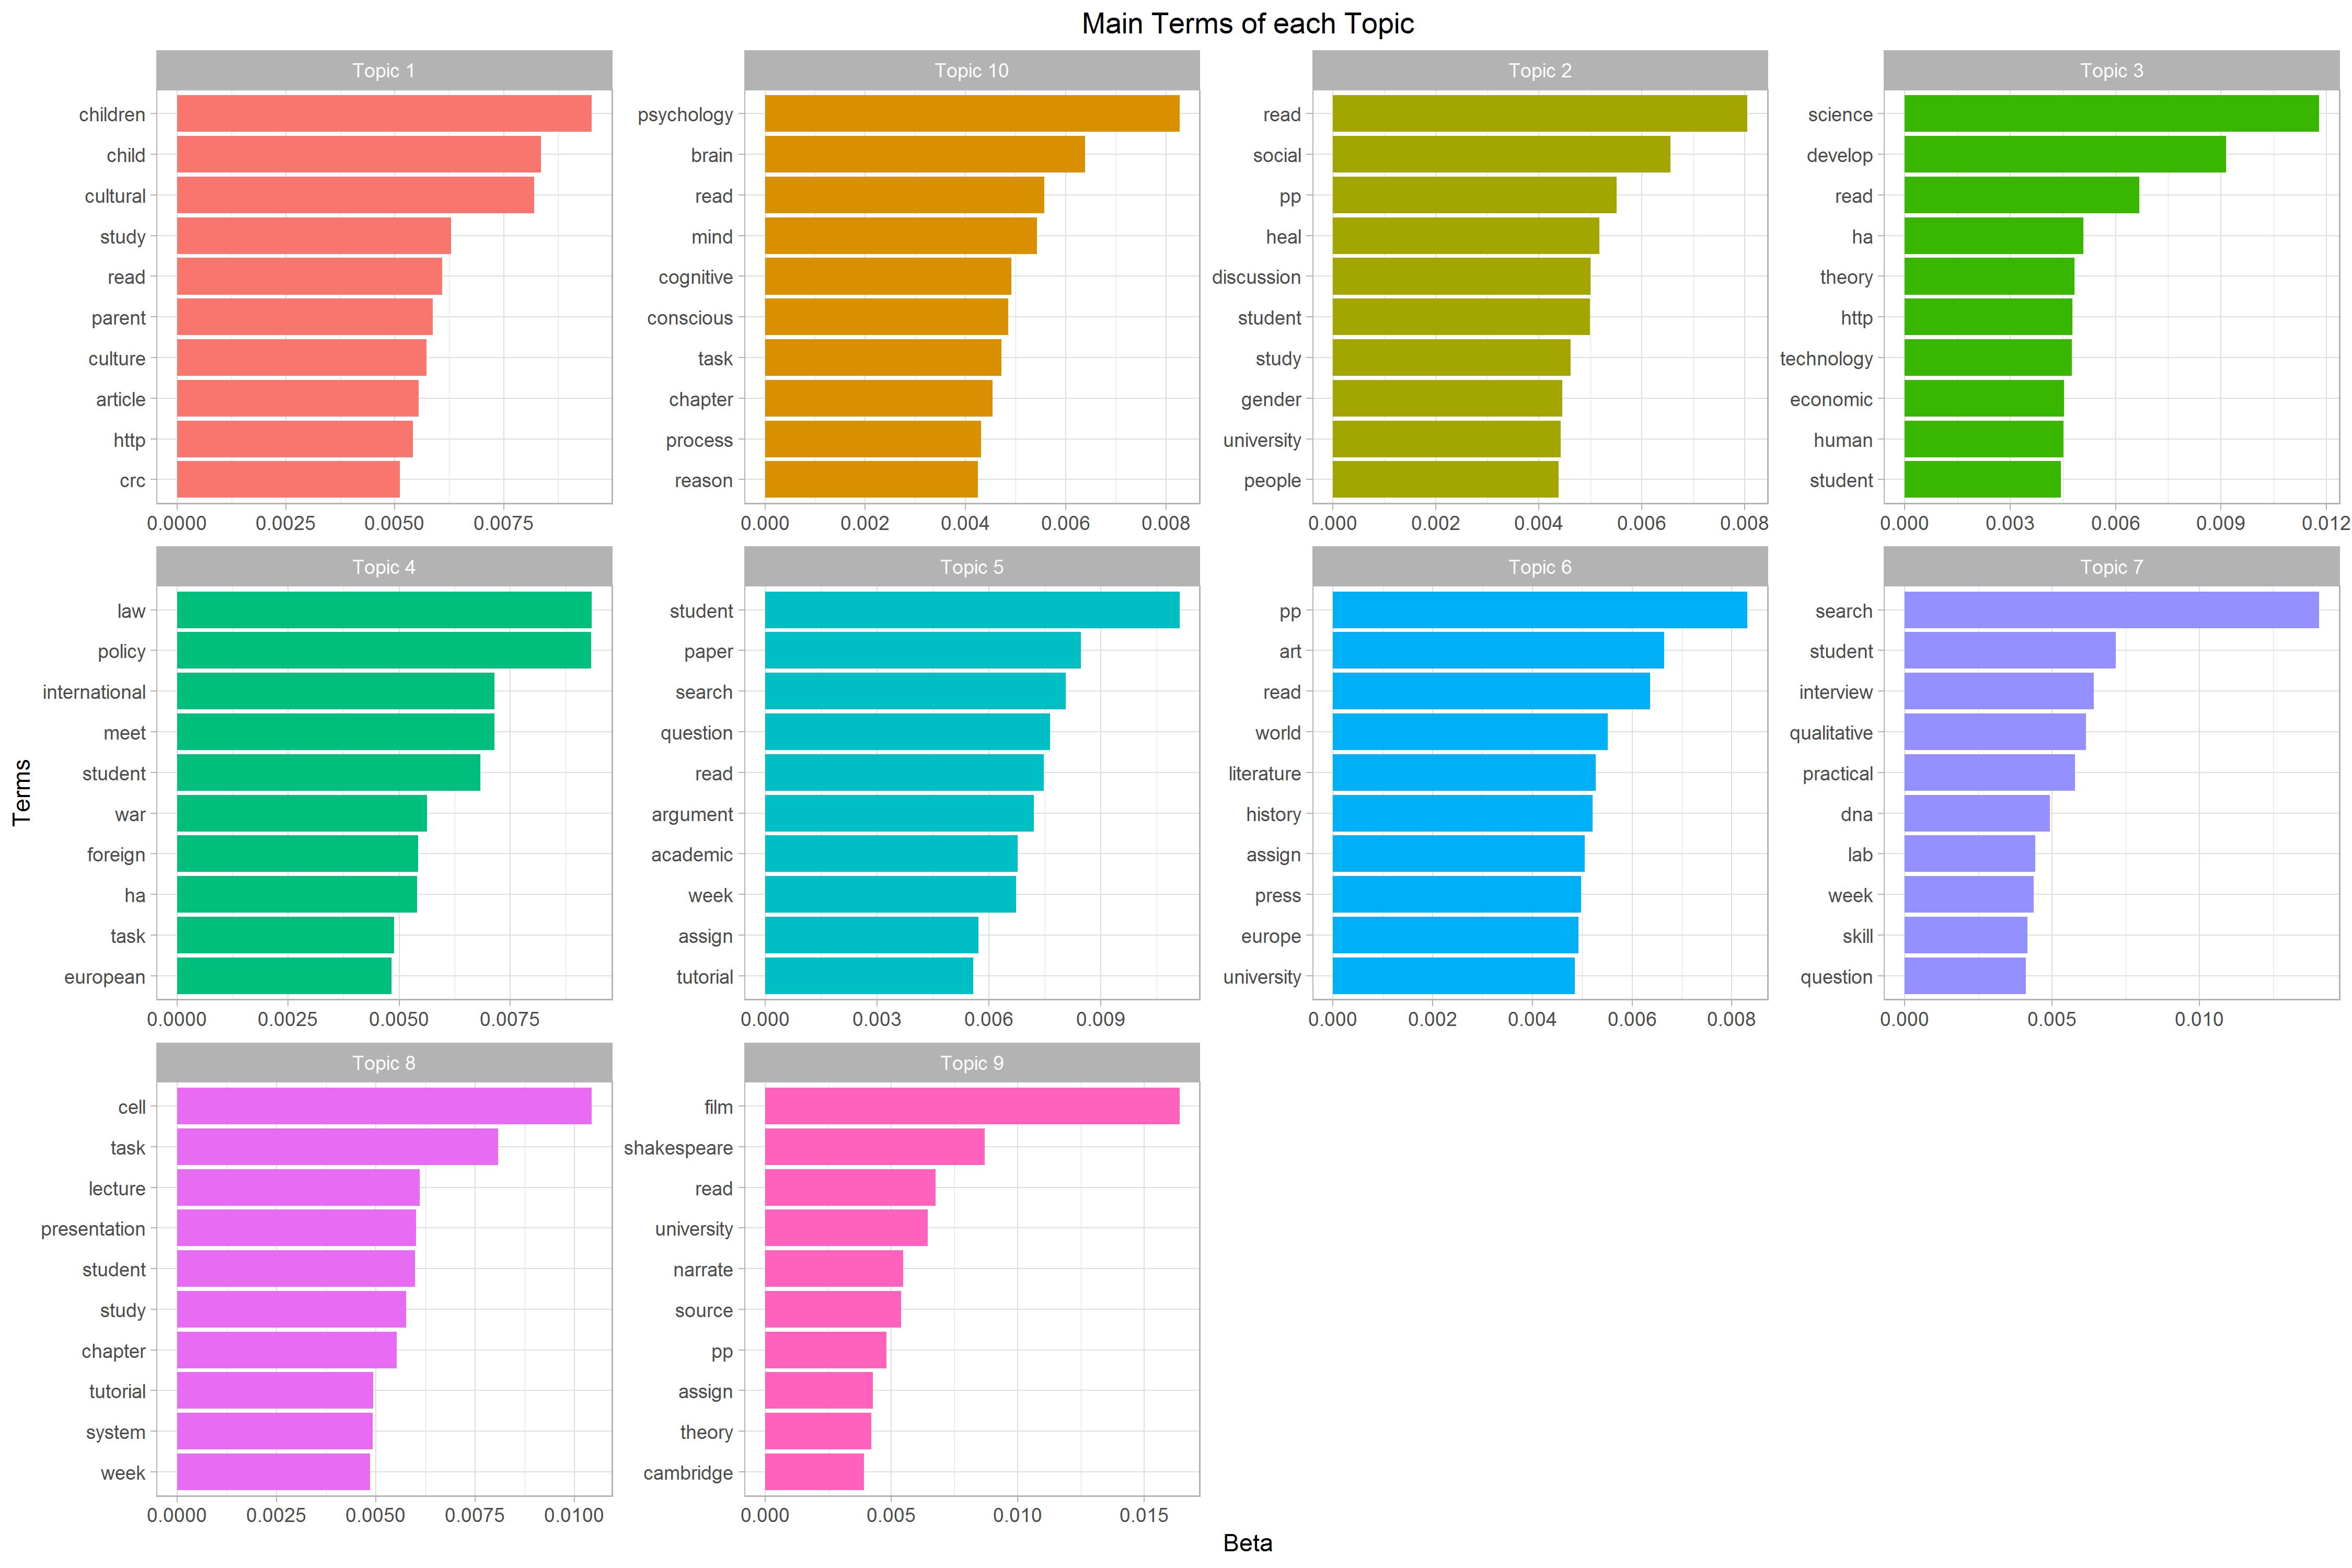 Main Terms of each Topic
Topic 1
children
child
cultural
study
read
parent
culture
article
http
crc
0.0000 0.0025 0.0050 0.0075
Topic 10
psychology
brain
read
mind
cognitive
conscious
task
chapter
process
reason
0.000 0.002 0.004 0.006 0.008
Topic 2
read
social
pp
heal
discussion
student
study
gender
university
people
0.000 0.002 0.004 0.006 0.008
Topic 3
science
develop
read
ha
theory
http
technology
economic
human
student
0.000 0.003 0.006 0.009 0.012
Topic 4
law
policy
international
meet
student
war
foreign
ha
task
european
0.0000 0.0025 0.0050 0.0075
Topic 5
student
paper
search
question
read
argument
academic
week
assign
tutorial
0.000 0.003 0.006 0.009
Topic 6
pp
art
read
world
literature
history
assign
press
europe
university
0.000 0.002 0.004 0.006 0.008
Topic 7
search
student
interview
qualitative
practical
dna
lab
week
skill
question
0.000 0.005 0.010
Topic 8
cell
task
lecture
presentation
student
study
chapter
tutorial
system
week
0.0000 0.0025 0.0050 0.0075 0.0100
Topic 9
film
shakespeare
read
university
narrate
source
pp
assign
theory
cambridge
0.000 0.005 0.010 0.015
Terms
Beta